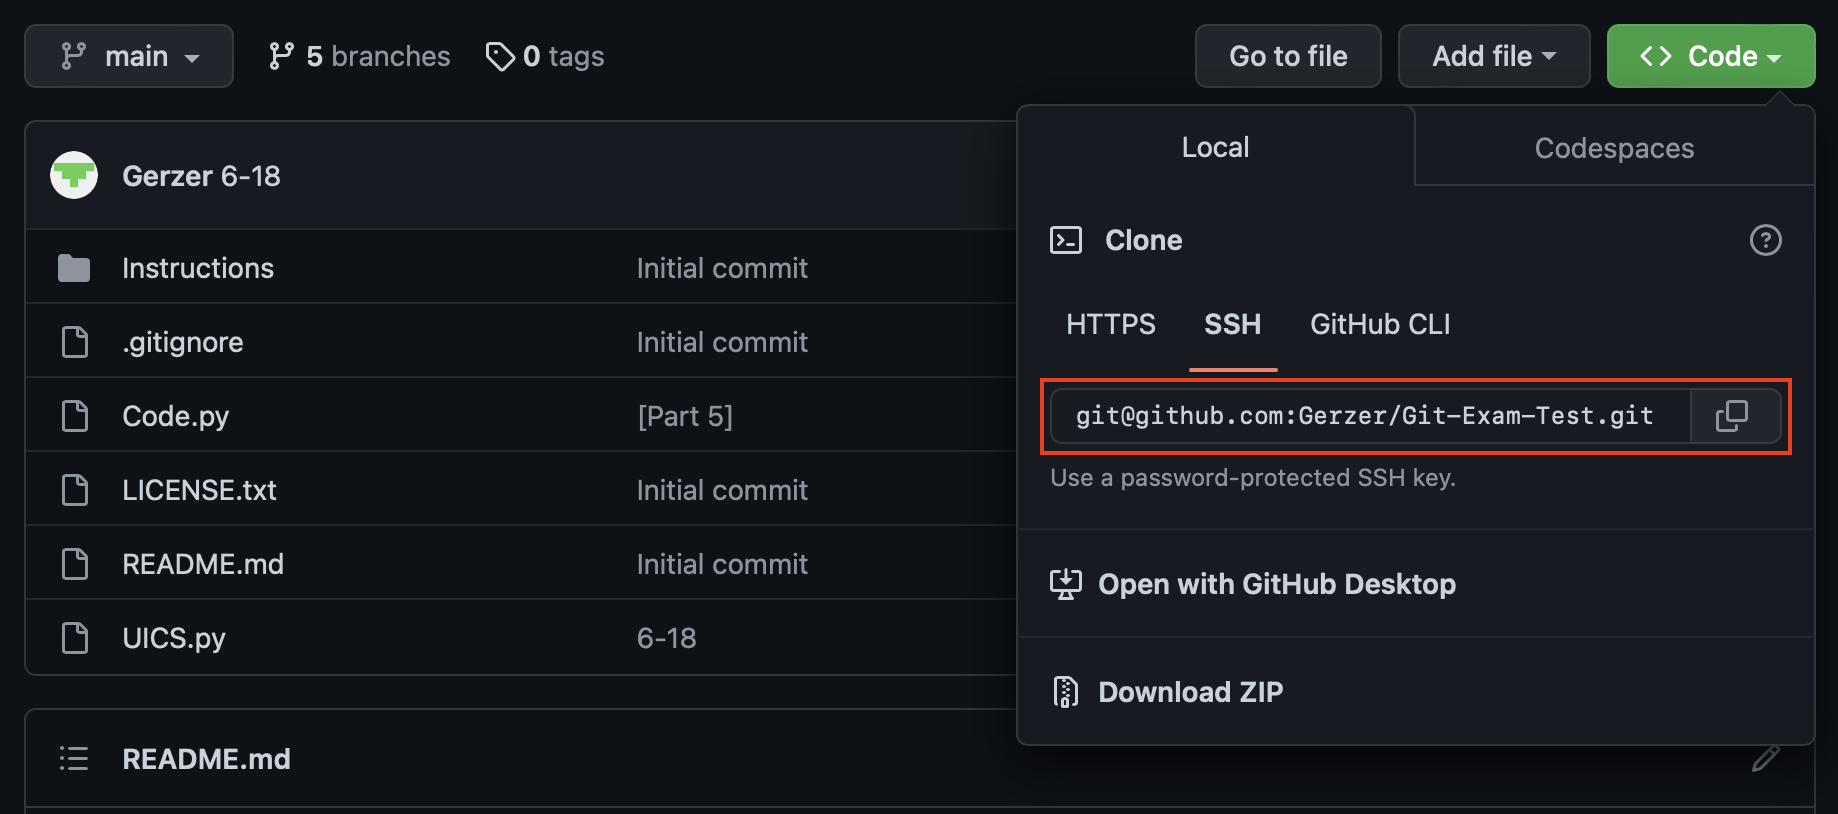 main
5 branches
0 tags
Go to file
Add file
<> Code
Gerzer 6-18
Instructions Initial commit
.gitignore Initial commit
Code.py [Part 5]
LICENSE.txt Initial commit
README.md Initial commit
UICS.py 6-18
README.md
Local
Codespaces
Clone
HTTPS SSH GitHub CLI
git@github.com:Gerzer/Git-Exam-Test.git
Use a password-protected SSH key.
Open with GitHub Desktop
Download ZIP